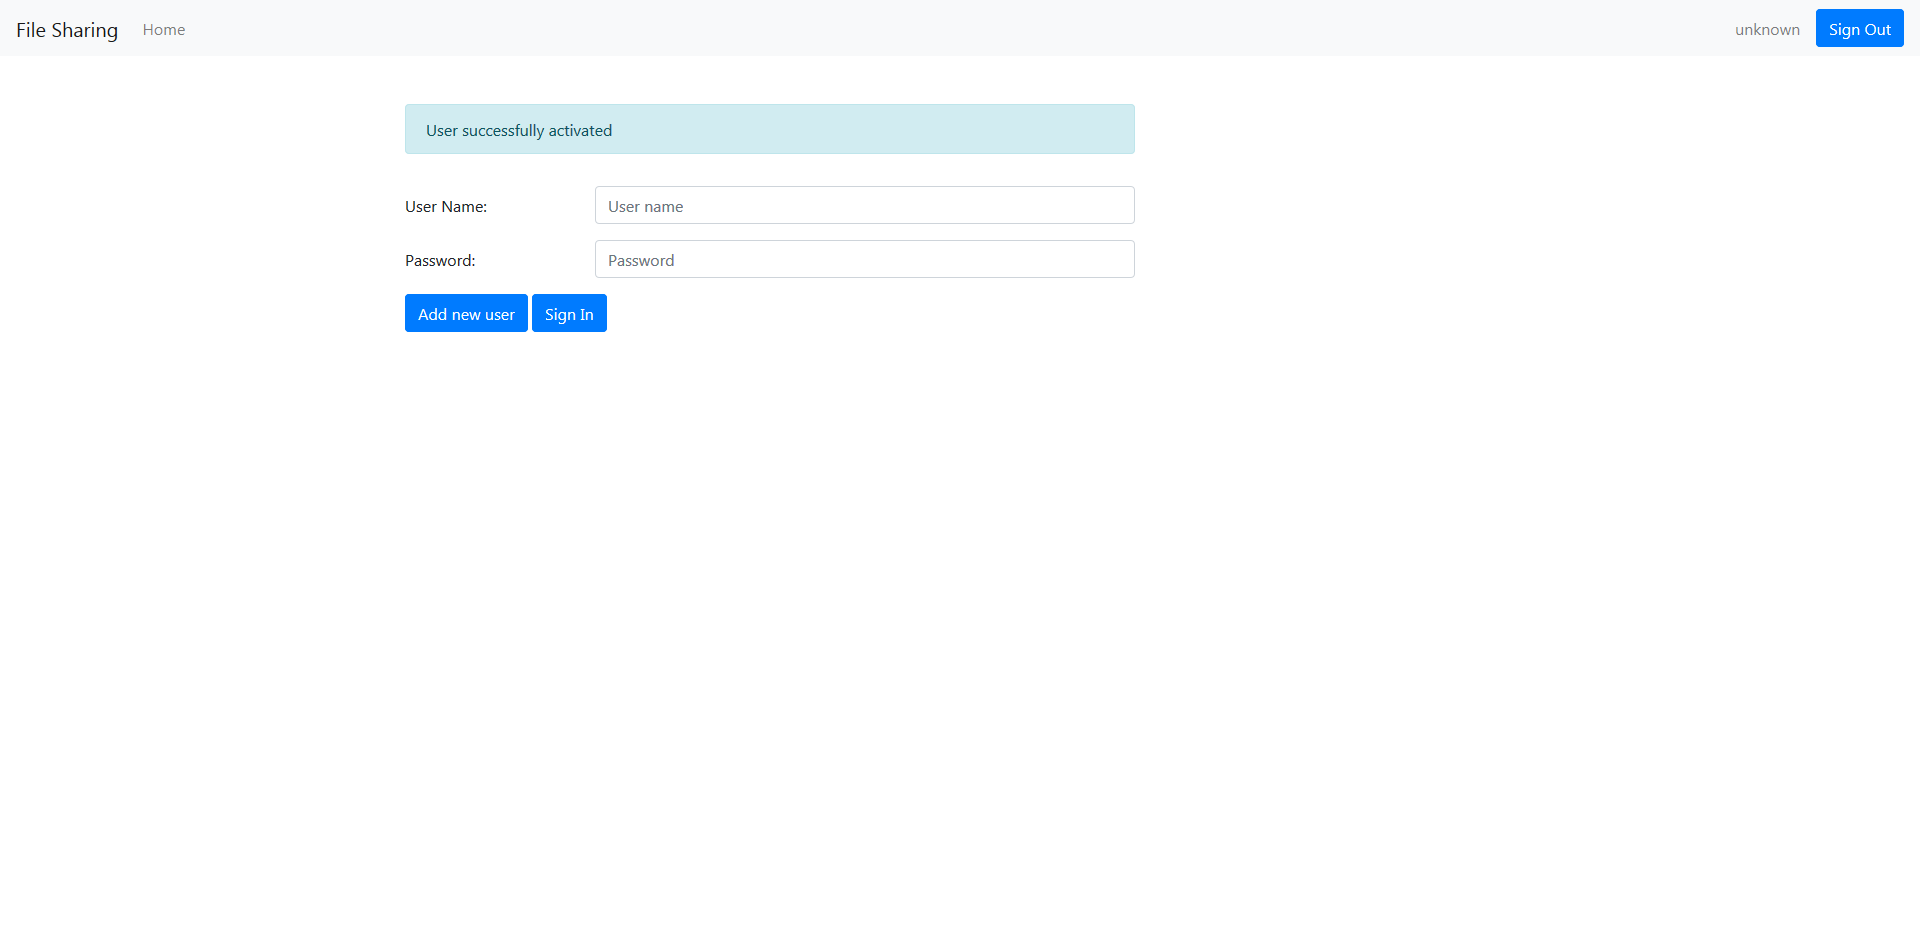 File Sharing Home unknown Sign Out
User successfully activated
User Name: User name
Password: Password
Add new user Sign In